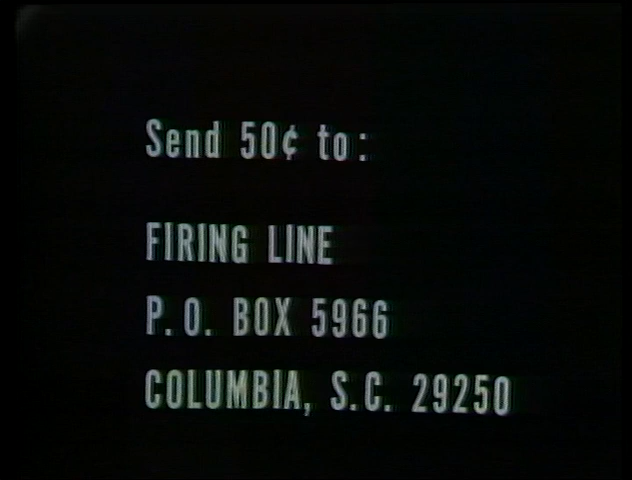 Send 50¢ to:
FIRING LINE
P.O. BOX 5966
COLUMBIA, S.C. 29250